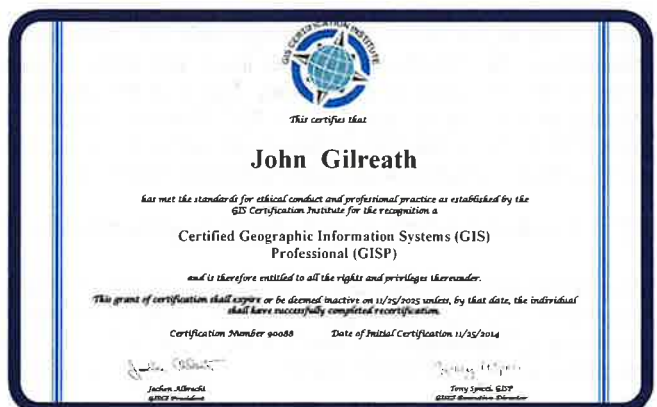 GIS CERTIFICATION INSTITUTE
This certifies that
John Gilreath
has met the standards for ethical conduct and professional practice as established by the
GIS Certification Institute for the recognition a
Certified Geographic Information Systems (GIS)
Professional (GISP)
and is therefore entitled to all the rights and privileges thereunder.
This grant of certification shall expire or be deemed inactive on 11/25/2025 unless, by that date, the individual
shall have successfully completed recertification.
Certification Number 90088 Date of Initial Certification 11/25/2014
Jochen Albrecht Tony Spicci, GISP
GISCI President GISCI Executive Director